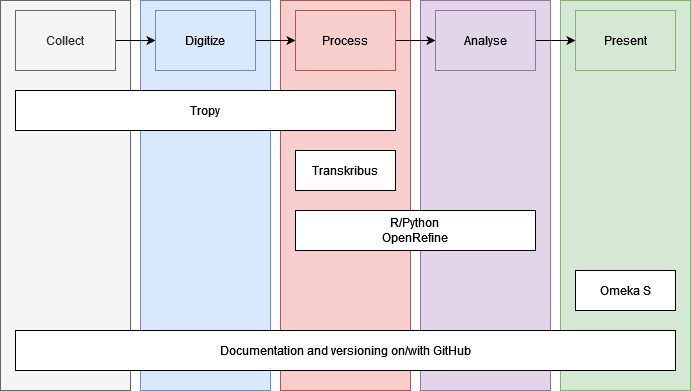 Collect
Digitize
Process
Analyse
Present
Tropy
Transkribus
R/Python
OpenRefine
Omeka S
Documentation and versioning on/with GitHub